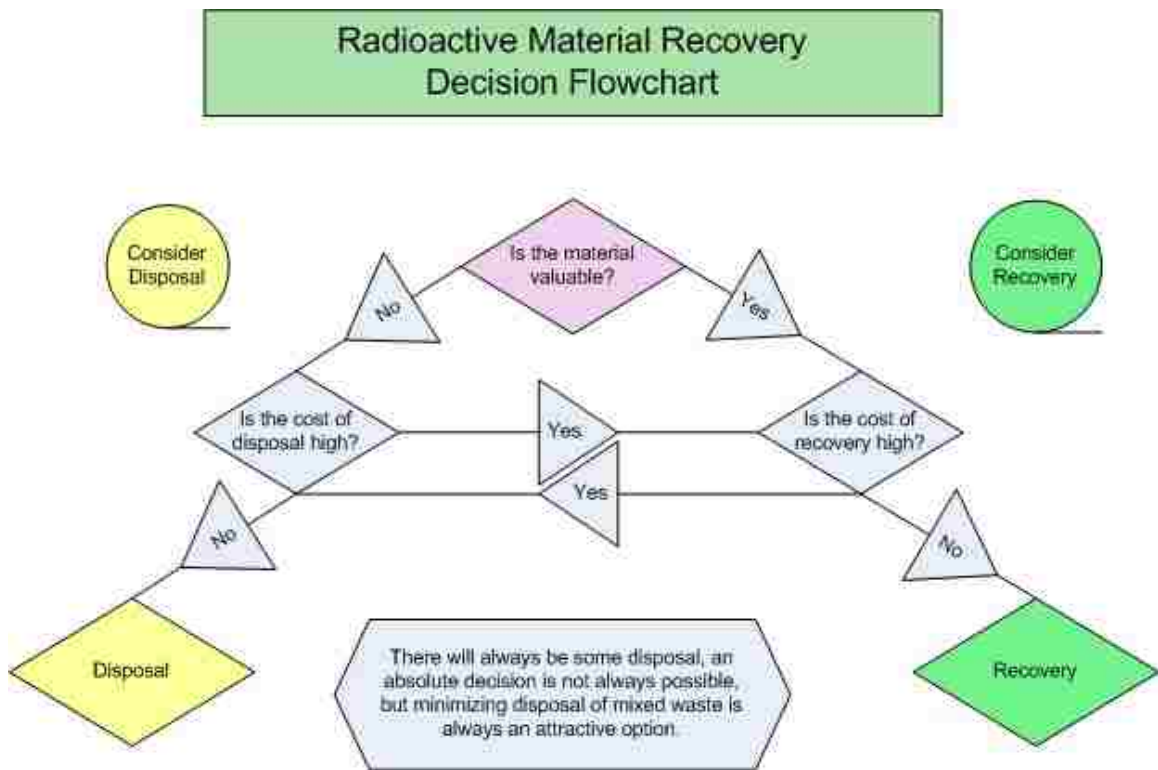 Radioactive Material Recovery
Decision Flowchart
Consider
Disposal
Is the material
valuable?
Consider
Recovery
No
Yes
Is the cost of
disposal high?
Yes
Is the cost of
recovery high?
Yes
No
No
Disposal
There will always be some disposal, an
absolute decision is not always possible,
but minimizing disposal of mixed waste is
always an attractive option.
Recovery